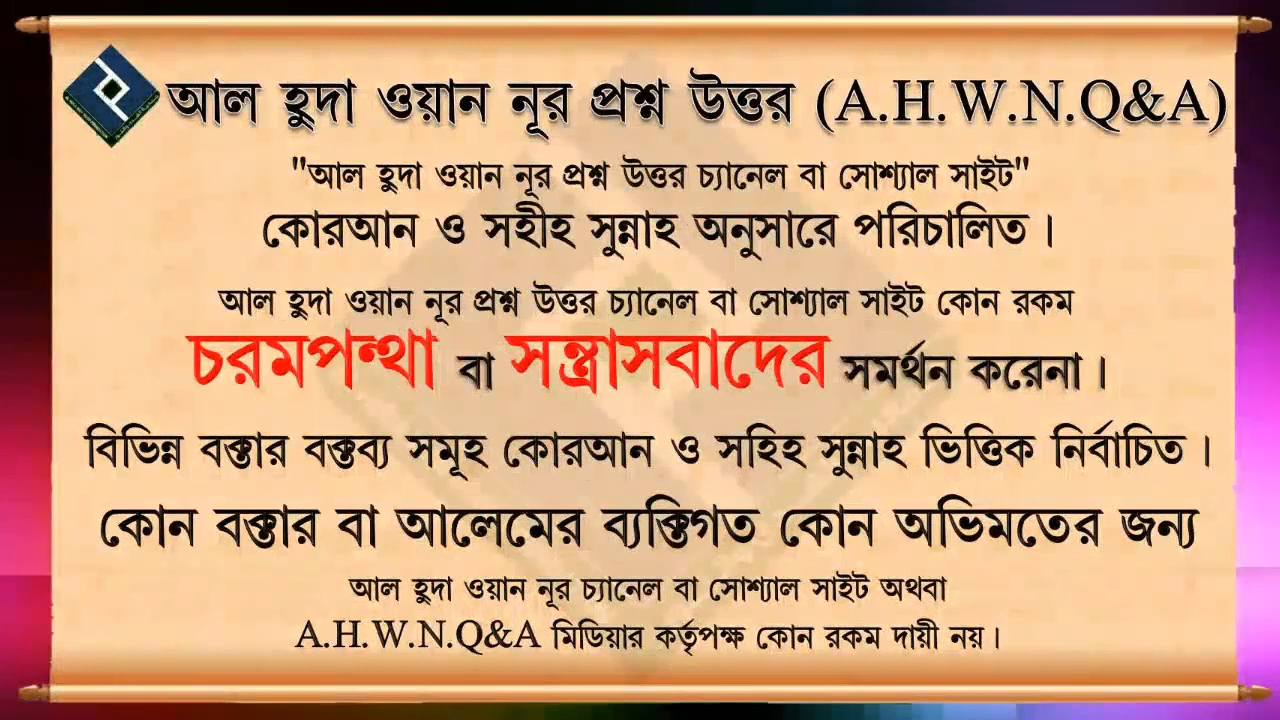 আল হুদা ওয়ান নূর প্রশ্ন উত্তর (A.H.W.N.Q&A)
"আল হুদা ওয়ান নূর প্রশ্ন উত্তর চ্যানেল বা সোশ্যাল সাইট"
কোরআন ও সহীহ সুন্নাহ অনুসারে পরিচালিত।
আল হুদা ওয়ান নূর প্রশ্ন উত্তর চ্যানেল বা সোশ্যাল সাইট কোন রকম
চরমপন্থা বা সন্ত্রাসবাদের সমর্থন করেনা।
বিভিন্ন বক্তার বক্তব্য সমূহ কোরআন ও সহিহ সুন্নাহ ভিত্তিক নির্বাচিত।
কোন বক্তার বা আলেমের ব্যক্তিগত কোন অভিমতের জন্য
আল হুদা ওয়ান নূর চ্যানেল বা সোশ্যাল সাইট অথবা
A.H.W.N.Q&A মিডিয়ার কর্তৃপক্ষ কোন রকম দায়ী নয়।